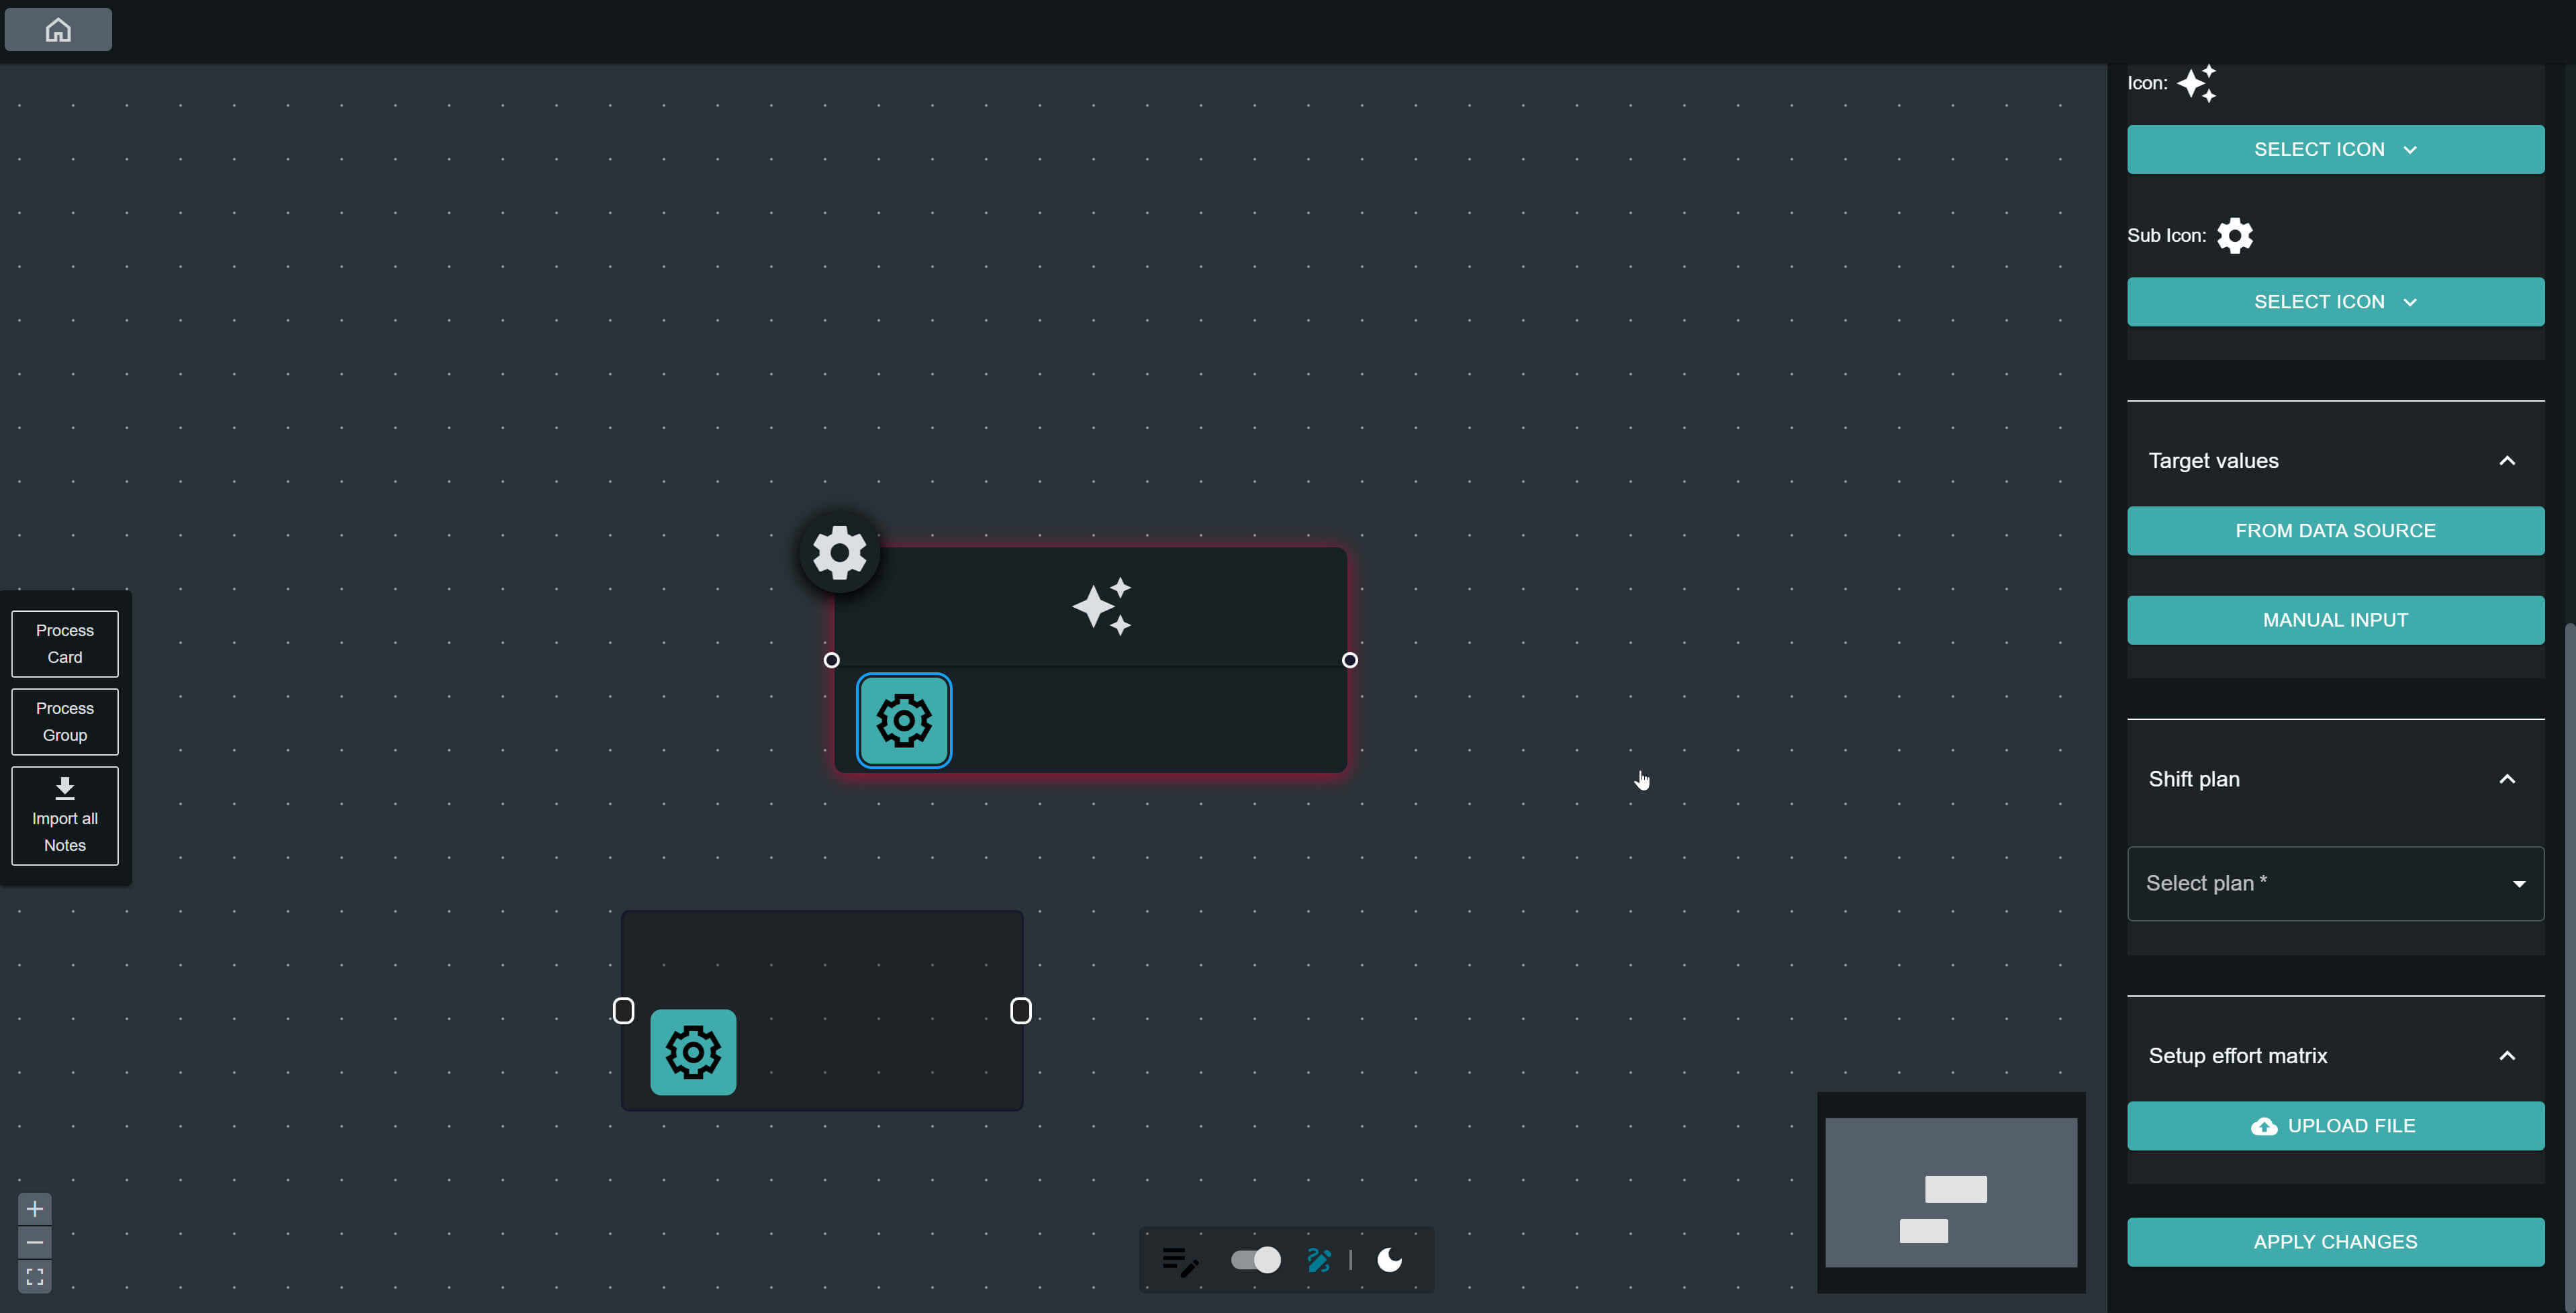 Icon:
SELECT ICON
Sub Icon:
SELECT ICON
Target values
FROM DATA SOURCE
MANUAL INPUT
Process
Card
Process
Group
Import all
Notes
Shift plan
Select plan *
Setup effort matrix
UPLOAD FILE
APPLY CHANGES